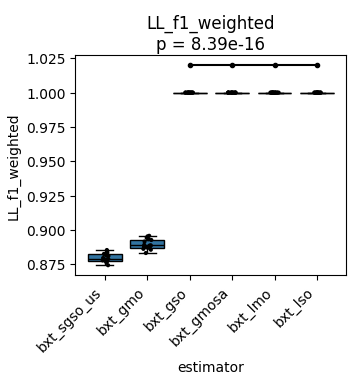 LL_f1_weighted
p = 8.39e-16
1.025
1.000
0.975
0.950
0.925
0.900
0.875
LL_f1_weighted
bxt_sgso_us
bxt_gmo
bxt_gso
bxt_gmosa
bxt_lmo
bxt_lso
estimator